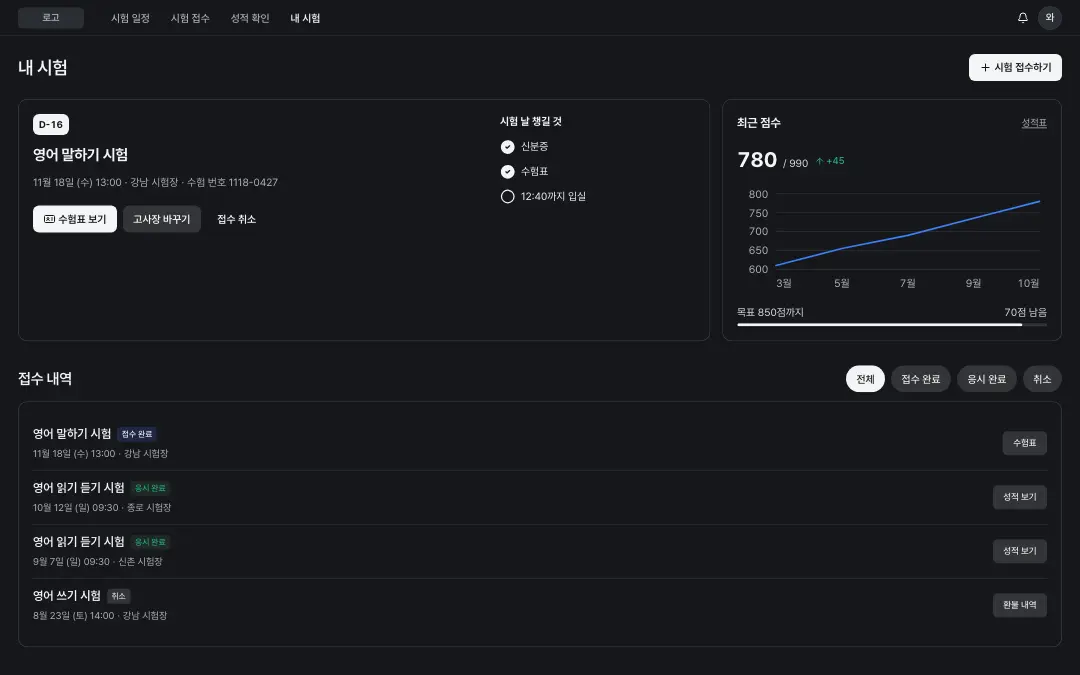 로고 시험 일정 시험 접수 성적 확인 내 시험 와
내 시험
+ 시험 접수하기
D-16
영어 말하기 시험
11월 18일 (수) 13:00 · 강남 시험장 · 수험 번호 1118-0427
수험표 보기 고사장 바꾸기 접수 취소
시험 날 챙길 것
신분증
수험표
12:40까지 입실
최근 점수 성적표
780 / 990 ↑ +45
800
750
700
650
600
3월 5월 7월 9월 10월
목표 850점까지 70점 남음
접수 내역
전체 접수 완료 응시 완료 취소
영어 말하기 시험 접수 완료
11월 18일 (수) 13:00 · 강남 시험장
수험표
영어 읽기 듣기 시험 응시 완료
10월 12일 (일) 09:30 · 종로 시험장
성적 보기
영어 읽기 듣기 시험 응시 완료
9월 7일 (일) 09:30 · 신촌 시험장
성적 보기
영어 쓰기 시험 취소
8월 23일 (토) 14:00 · 강남 시험장
환불 내역